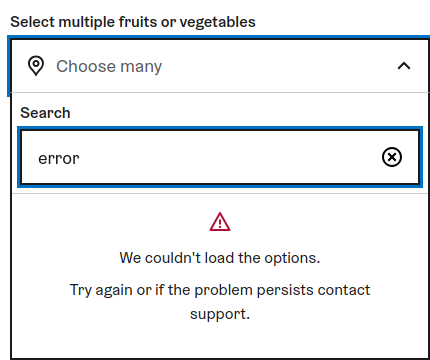 Select multiple fruits or vegetables
Choose many
Search
error
We couldn't load the options.
Try again or if the problem persists contact
support.